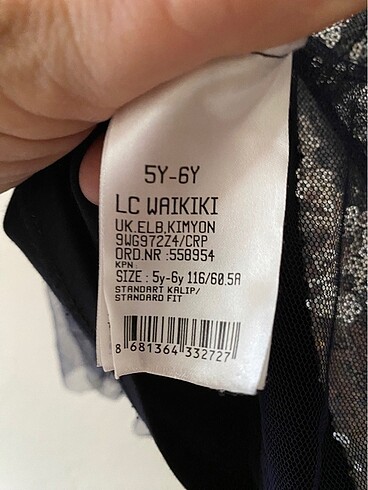 5Y-6Y
LC WAIKIKI
UK.ELB.KIMYON
9WG972Z4/CRP
ORD.NR :558954
KPN
SIZE : 5y-6y 116/60.5A
STANDART KALIP/
STANDARD FIT
8 681364 332727